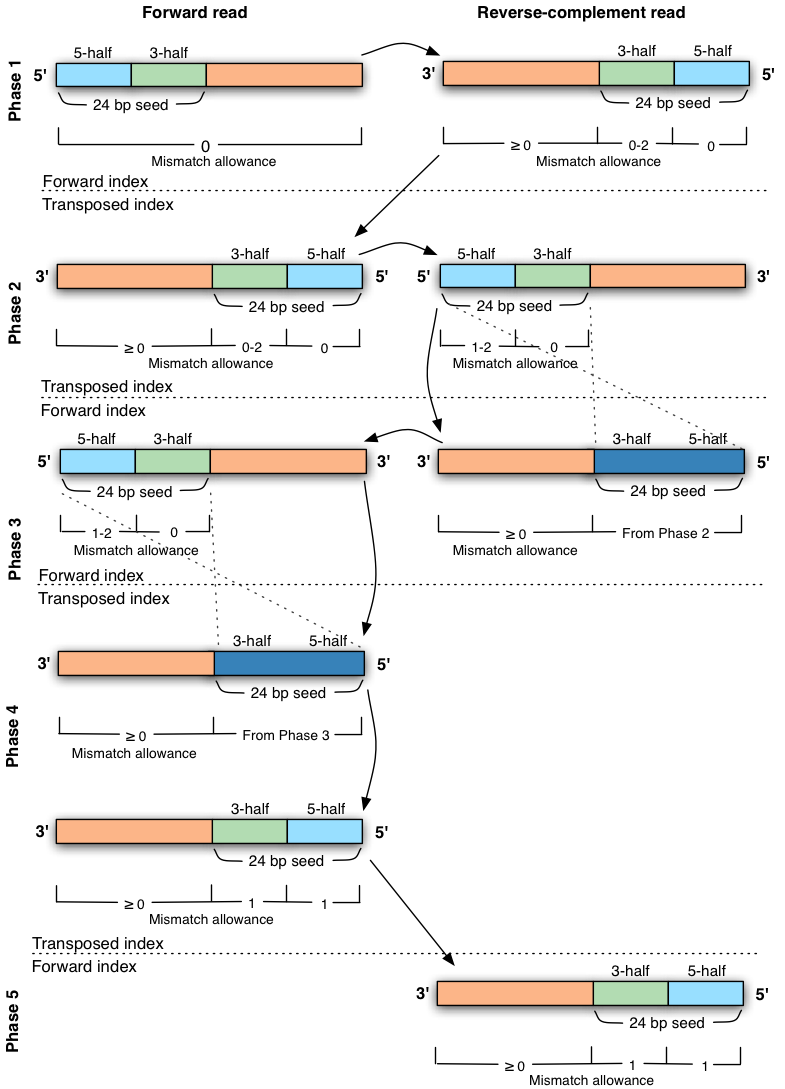 Forward read
Reverse-complement read
Phase 1
5-half 3-half
5'
24 bp seed
0
Mismatch allowance
3-half 5-half
3' 5'
24 bp seed
≥ 0 0-2 0
Mismatch allowance
Forward index
Transposed index
Phase 2
3-half 5-half
3' 5'
24 bp seed
≥ 0 0-2 0
Mismatch allowance
5-half 3-half
5' 3'
24 bp seed
1-2 0
Mismatch allowance
Transposed index
Forward index
Phase 3
5-half 3-half
5' 3'
24 bp seed
1-2 0
Mismatch allowance
3-half 5-half
3' 5'
24 bp seed
≥ 0 From Phase 2
Mismatch allowance
Forward index
Transposed index
Phase 4
3-half 5-half
3' 5'
24 bp seed
≥ 0 From Phase 3
Mismatch allowance
3-half 5-half
3' 5'
24 bp seed
≥ 0 1 1
Mismatch allowance
Transposed index
Forward index
Phase 5
3-half 5-half
3' 5'
24 bp seed
≥ 0 1 1
Mismatch allowance